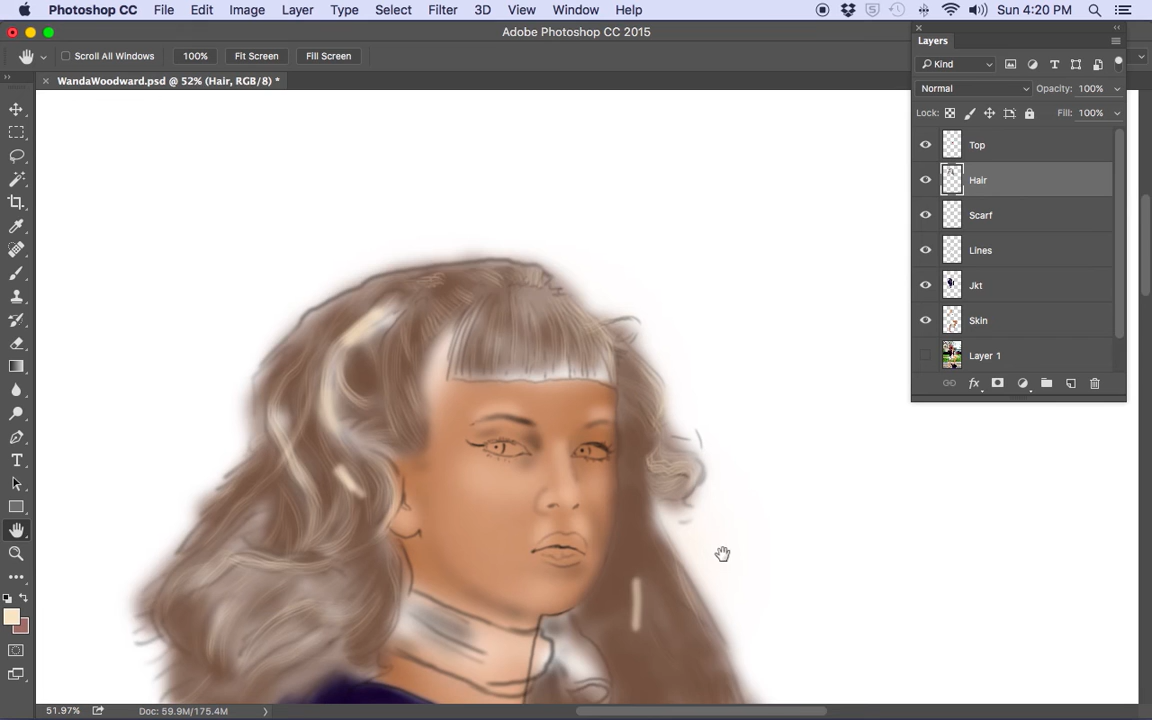 Photoshop CC File Edit Image Layer Type Select Filter 3D View Window Help Sun 4:20 PM
Adobe Photoshop CC 2015
Scroll All Windows 100% Fit Screen Fill Screen
WandaWoodward.psd @ 52% (Hair, RGB/8) *
Layers
Kind
Normal Opacity: 100%
Lock: Fill: 100%
Top
Hair
Scarf
Lines
Jkt
Skin
Layer 1
fx
51.97% Doc: 59.9M/175.4M